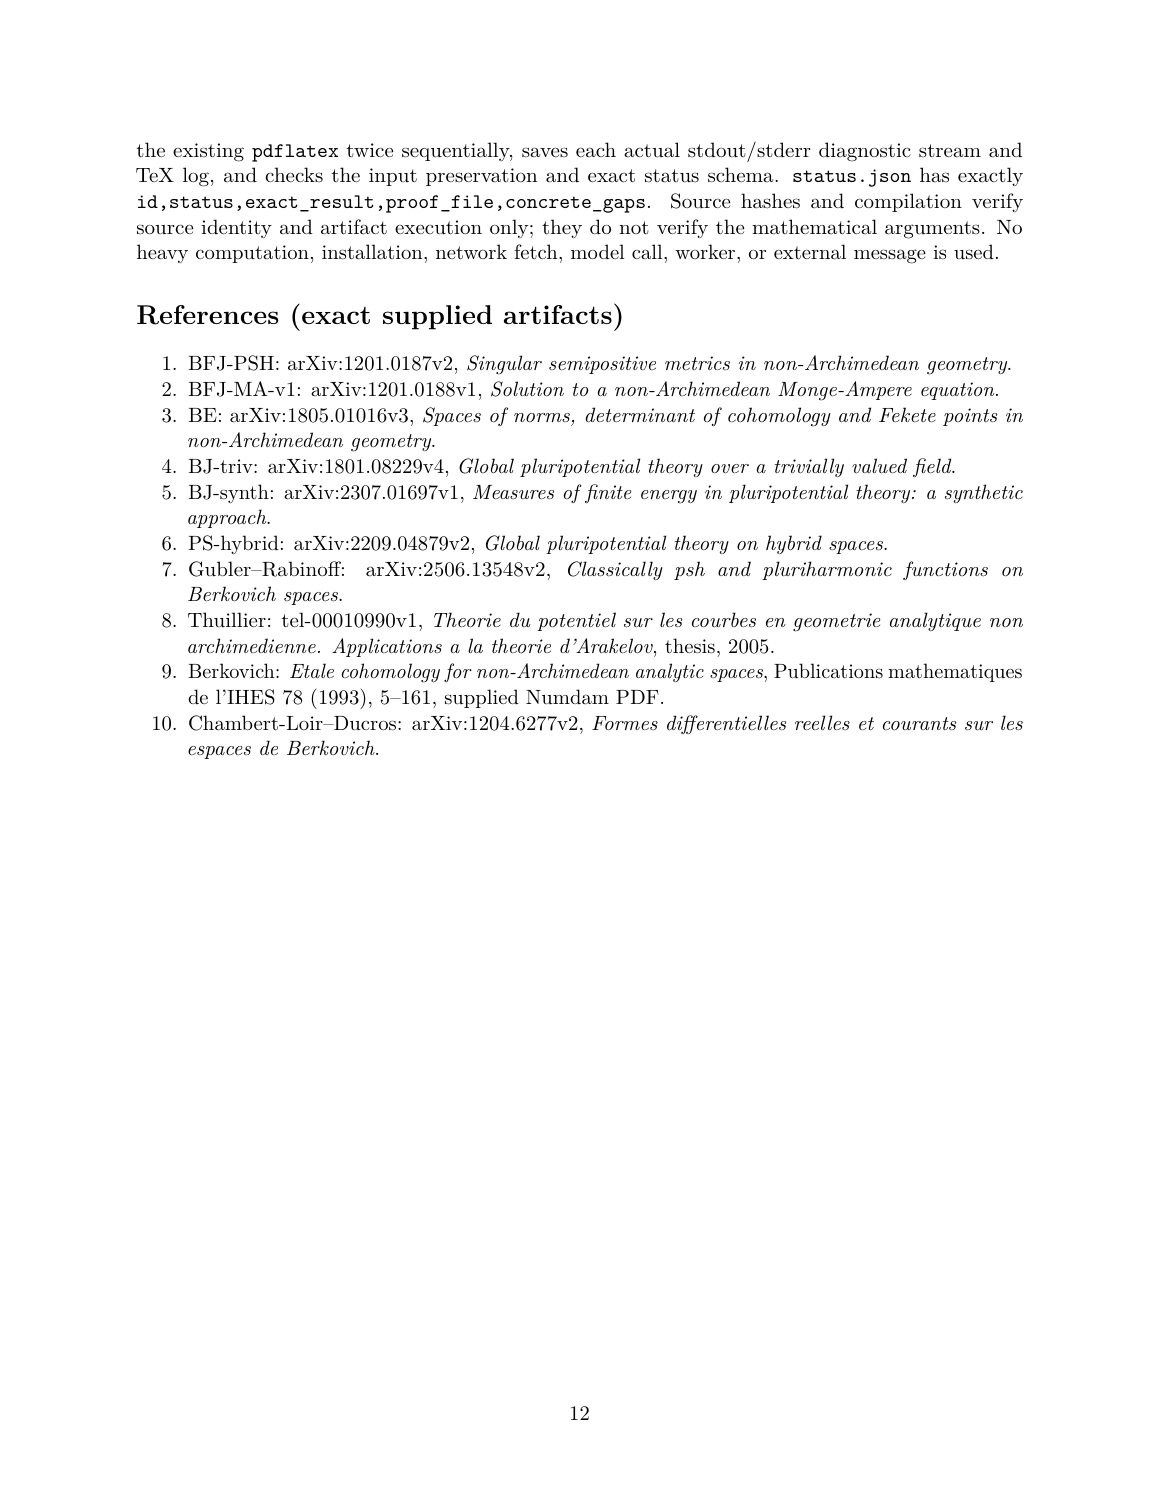 the existing pdflatex twice sequentially, saves each actual stdout/stderr diagnostic stream and
TeX log, and checks the input preservation and exact status schema. status.json has exactly
id,status,exact_result,proof_file,concrete_gaps. Source hashes and compilation verify
source identity and artifact execution only; they do not verify the mathematical arguments. No
heavy computation, installation, network fetch, model call, worker, or external message is used.
References (exact supplied artifacts)
1. BFJ-PSH: arXiv:1201.0187v2, Singular semipositive metrics in non-Archimedean geometry.
2. BFJ-MA-v1: arXiv:1201.0188v1, Solution to a non-Archimedean Monge-Ampere equation.
3. BE: arXiv:1805.01016v3, Spaces of norms, determinant of cohomology and Fekete points in
non-Archimedean geometry.
4. BJ-triv: arXiv:1801.08229v4, Global pluripotential theory over a trivially valued field.
5. BJ-synth: arXiv:2307.01697v1, Measures of finite energy in pluripotential theory: a synthetic
approach.
6. PS-hybrid: arXiv:2209.04879v2, Global pluripotential theory on hybrid spaces.
7. Gubler–Rabinoff: arXiv:2506.13548v2, Classically psh and pluriharmonic functions on
Berkovich spaces.
8. Thuillier: tel-00010990v1, Theorie du potentiel sur les courbes en geometrie analytique non
archimedienne. Applications a la theorie d'Arakelov, thesis, 2005.
9. Berkovich: Etale cohomology for non-Archimedean analytic spaces, Publications mathematiques
de l'IHES 78 (1993), 5–161, supplied Numdam PDF.
10. Chambert-Loir–Ducros: arXiv:1204.6277v2, Formes differentielles reelles et courants sur les
espaces de Berkovich.
12